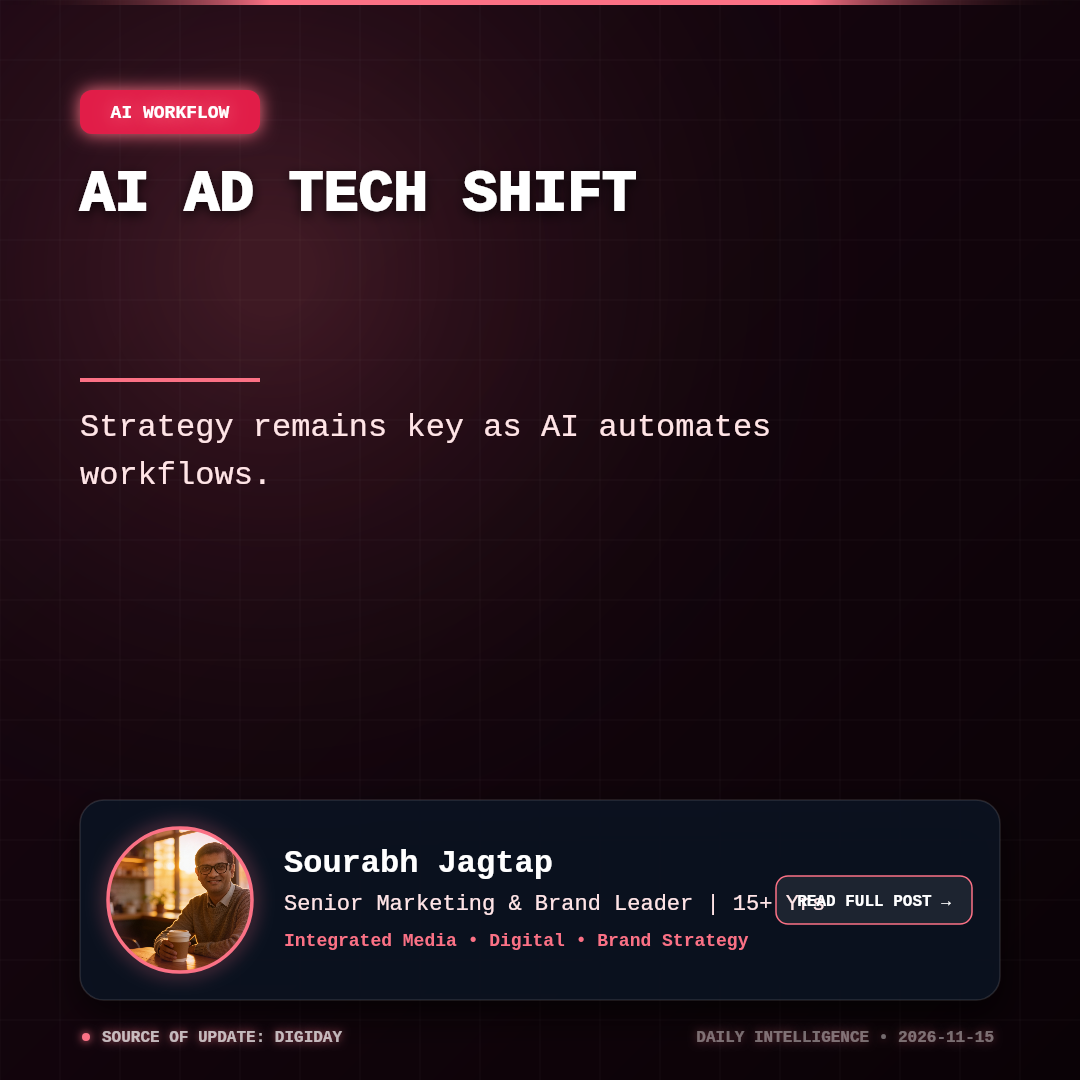 AI WORKFLOW
AI AD TECH SHIFT
Strategy remains key as AI automates
workflows.
Sourabh Jagtap
Senior Marketing & Brand Leader | 15+ Yrs
READ FULL POST →
Integrated Media • Digital • Brand Strategy
SOURCE OF UPDATE: DIGIDAY
DAILY INTELLIGENCE • 2026-11-15